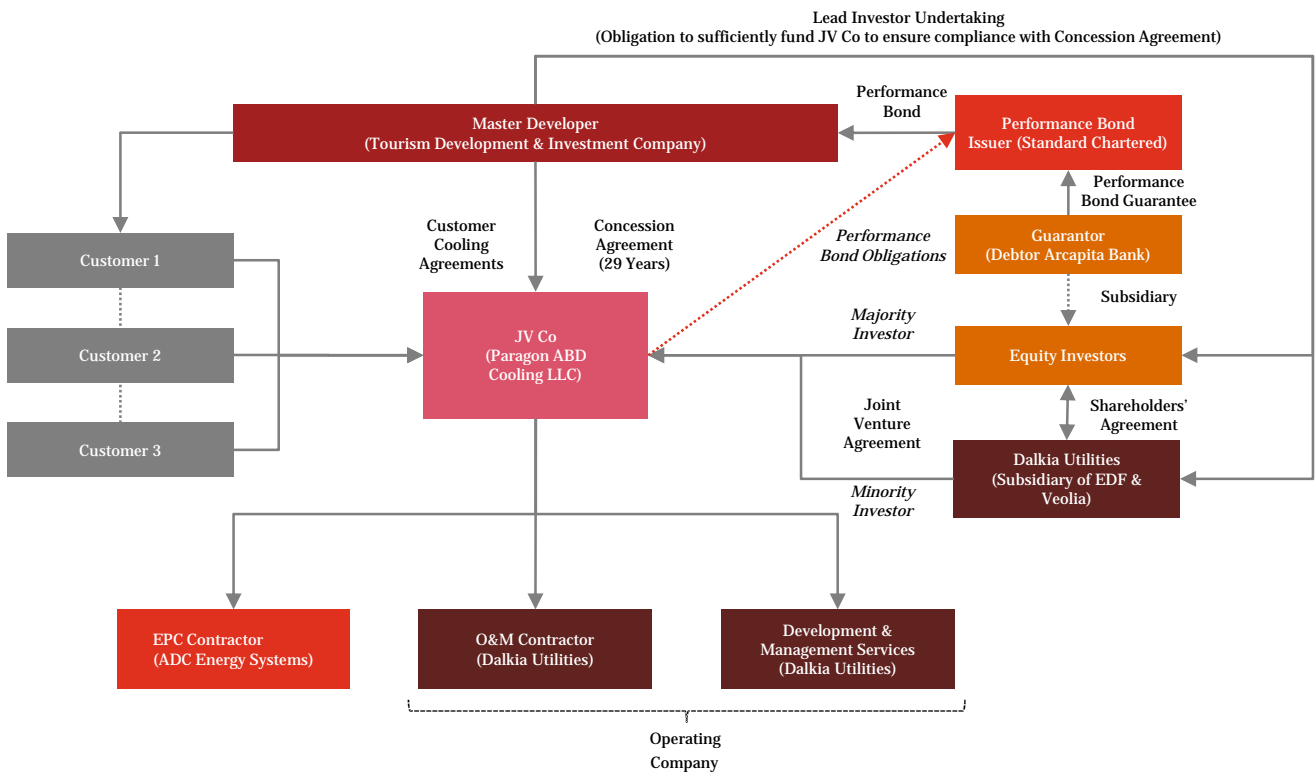 Lead Investor Undertaking
(Obligation to sufficiently fund JV Co to ensure compliance with Concession Agreement)
Performance
Bond
Master Developer
(Tourism Development & Investment Company)
Performance Bond
Issuer (Standard Chartered)
Performance
Bond Guarantee
Customer
Cooling
Agreements
Concession
Agreement
(29 Years)
Performance
Bond Obligations
Guarantor
(Debtor Arcapita Bank)
Customer 1
Subsidiary
Majority
Investor
Customer 2
JV Co
(Paragon ABD
Cooling LLC)
Equity Investors
Joint
Venture
Agreement
Shareholders'
Agreement
Customer 3
Dalkia Utilities
(Subsidiary of EDF &
Veolia)
Minority
Investor
EPC Contractor
(ADC Energy Systems)
O&M Contractor
(Dalkia Utilities)
Development &
Management Services
(Dalkia Utilities)
Operating
Company